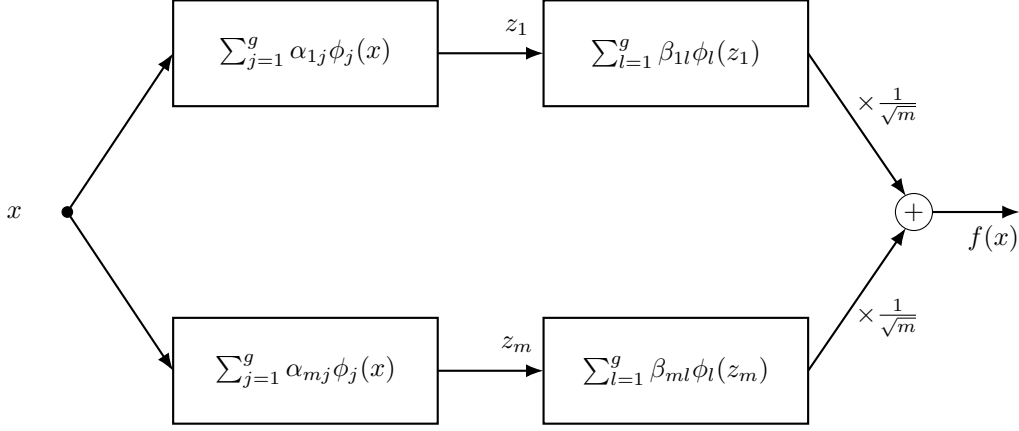 ∑_{j=1}^{g} α_{1j}ϕ_j(x)
z_1
∑_{l=1}^{g} β_{1l}ϕ_l(z_1)
× 1/√m
x
+
f(x)
∑_{j=1}^{g} α_{mj}ϕ_j(x)
z_m
∑_{l=1}^{g} β_{ml}ϕ_l(z_m)
× 1/√m